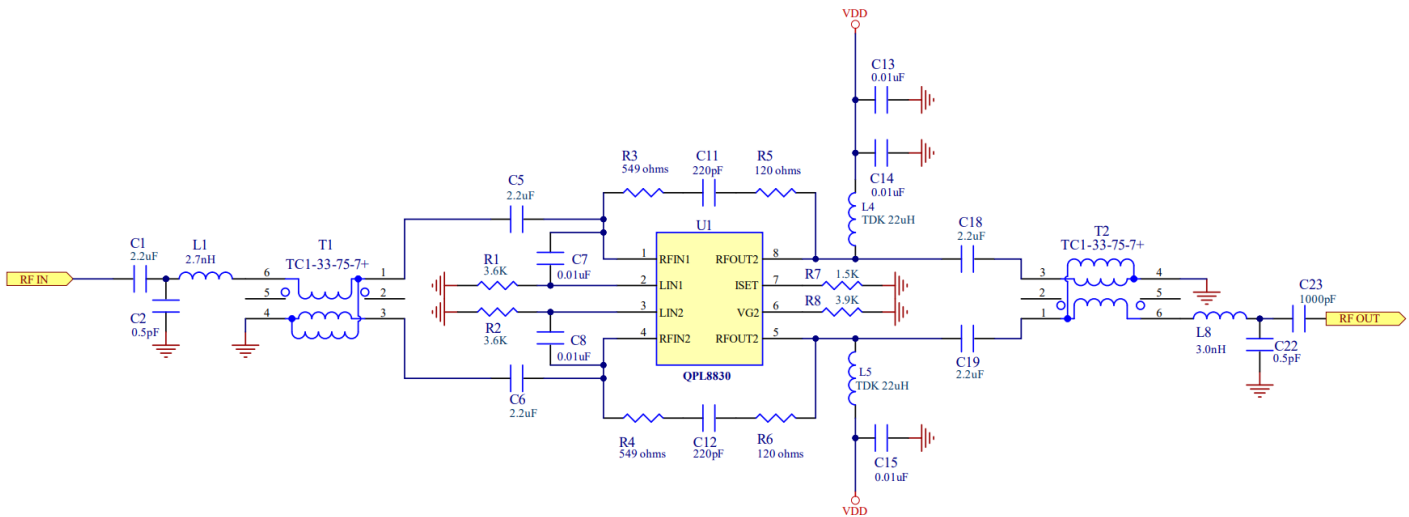 VDD
C13
0.01uF
C14
0.01uF
R3
549 ohms
C11
220pF
R5
120 ohms
C5
2.2uF
L4
TDK 22uH
C18
2.2uF
T2
TC1-33-75-7+
U1
C1
2.2uF
L1
2.7nH
T1
TC1-33-75-7+
RF IN
6
5
4
1
2
3
C2
0.5pF
R1
3.6K
R2
3.6K
C7
0.01uF
C8
0.01uF
1
2
3
4
RFIN1
LIN1
LIN2
RFIN2
RFOUT2
ISET
VG2
RFOUT2
8
7
6
5
QPL8830
R7
1.5K
R8
3.9K
3
2
1
4
5
6
C23
1000pF
RF OUT
L8
3.0nH
C22
0.5pF
C19
2.2uF
L5
TDK 22uH
C6
2.2uF
R4
549 ohms
C12
220pF
R6
120 ohms
C15
0.01uF
VDD